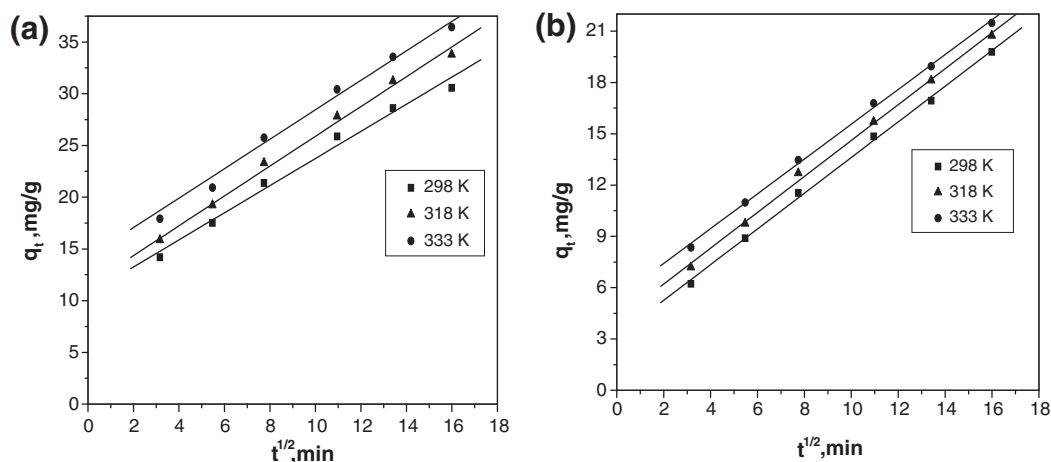 (a)
35
30
25
20
15
10
5
0
q_t,mg/g
298 K
318 K
333 K
0 2 4 6 8 10 12 14 16 18
t^{1/2},min
(b)
21
18
15
12
9
6
3
0
q_t,mg/g
298 K
318 K
333 K
0 2 4 6 8 10 12 14 16 18
t^{1/2},min